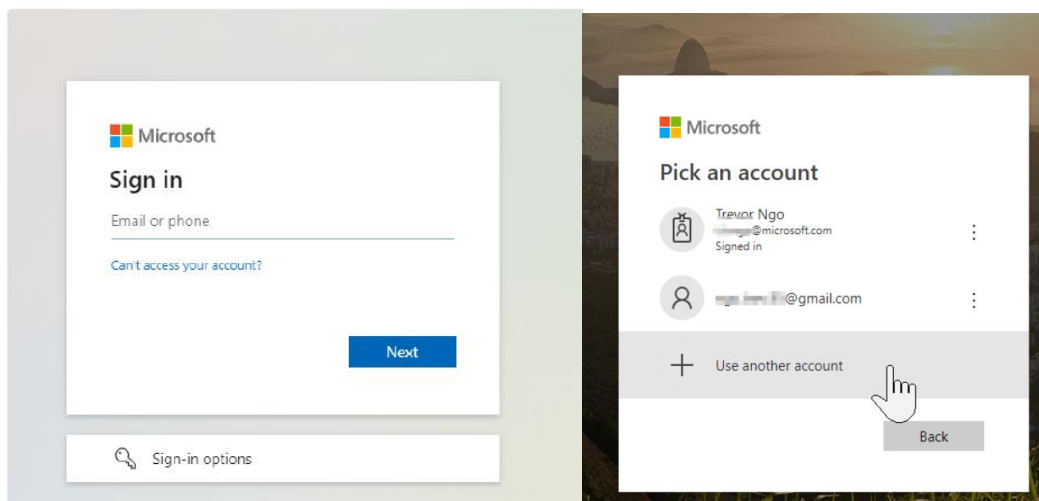 Microsoft
Sign in
Email or phone
Can't access your account?
Next
Sign-in options
Microsoft
Pick an account
Trevor Ngo
@microsoft.com
Signed in
@gmail.com
Use another account
Back